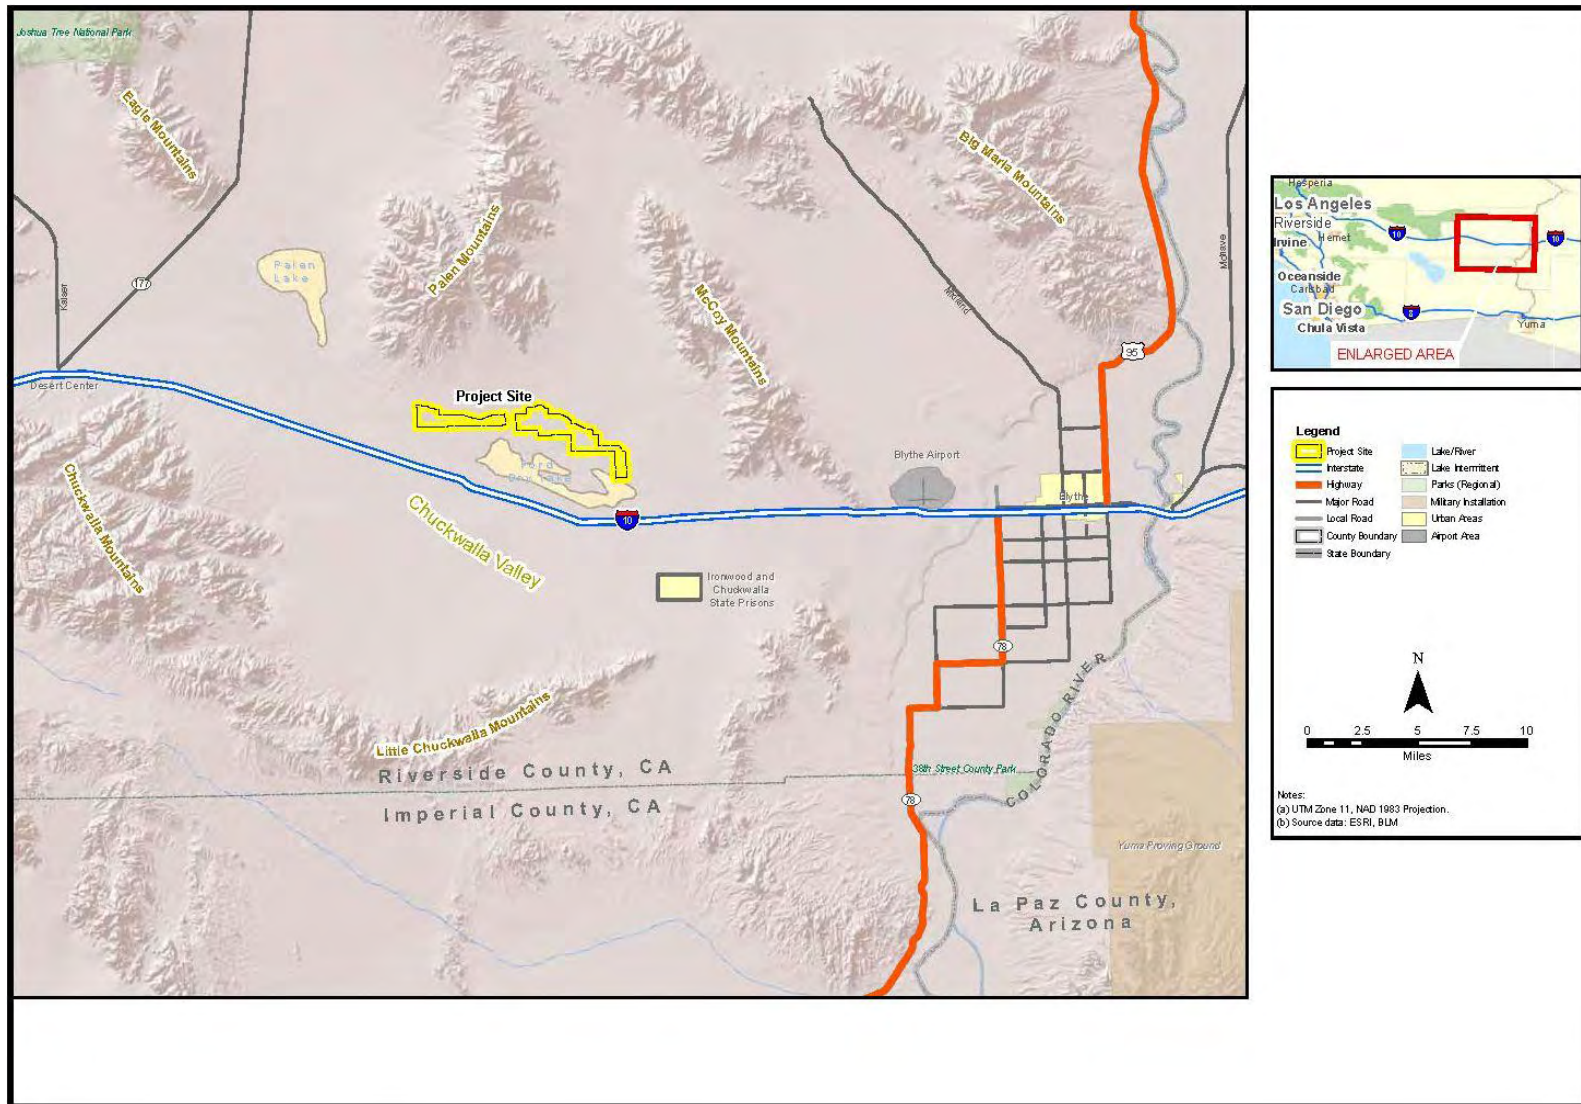 Joshua Tree National Park
Eagle Mountains
Palen Mountains
Big Maria Mountains
McCoy Mountains
Palen
Lake
177
Kaiser
Midland
Mohave
95
Desert Center
Project Site
Ford
Dry Lake
Chuckwalla Mountains
Chuckwalla Valley
10
Blythe Airport
Blythe
Ironwood and
Chuckwalla
State Prisons
78
COLORADO RIVER
Little Chuckwalla Mountains
Riverside County, CA
Imperial County, CA
38th Street County Park
78
Yuma Proving Ground
La Paz County,
Arizona
Hesperia
Los Angeles
Riverside
Irvine
Hemet
10
10
Oceanside
Carlsbad
San Diego
Chula Vista
8
Yuma
ENLARGED AREA
Legend
Project Site
Interstate
Highway
Major Road
Local Road
County Boundary
State Boundary
Lake/River
Lake Intermittent
Parks (Regional)
Military Installation
Urban Areas
Airport Area
N
0 2.5 5 7.5 10
Miles
Notes:
(a) UTM Zone 11, NAD 1983 Projection.
(b) Source data: ESRI, BLM